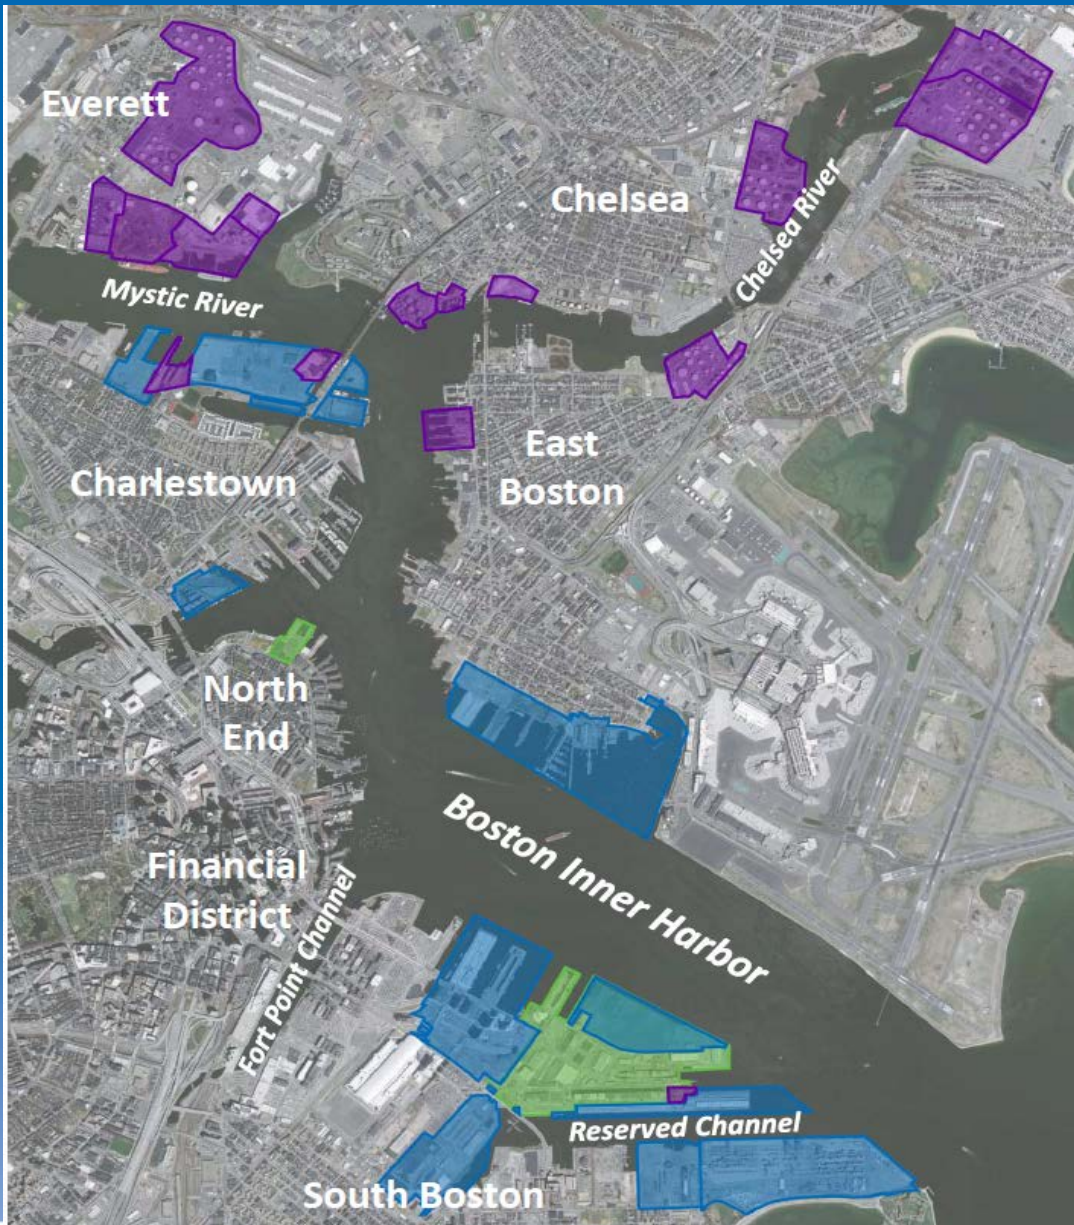 Everett
Chelsea
Chelsea River
Mystic River
East
Boston
Charlestown
North
End
Boston Inner Harbor
Financial
District
Fort Point Channel
Reserved Channel
South Boston